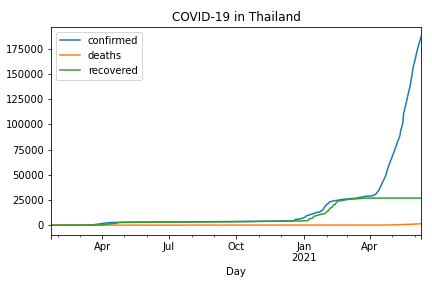 COVID-19 in Thailand
confirmed
deaths
recovered
175000
150000
125000
100000
75000
50000
25000
0
Apr Jul Oct Jan Apr
2021
Day